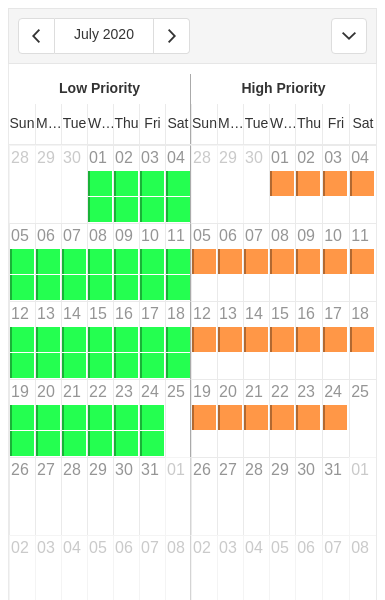 July 2020
Low Priority High Priority
Sun M... Tue W... Thu Fri Sat Sun M... Tue W... Thu Fri Sat
28 29 30 01 02 03 04 28 29 30 01 02 03 04
05 06 07 08 09 10 11 05 06 07 08 09 10 11
12 13 14 15 16 17 18 12 13 14 15 16 17 18
19 20 21 22 23 24 25 19 20 21 22 23 24 25
26 27 28 29 30 31 01 26 27 28 29 30 31 01
02 03 04 05 06 07 08 02 03 04 05 06 07 08